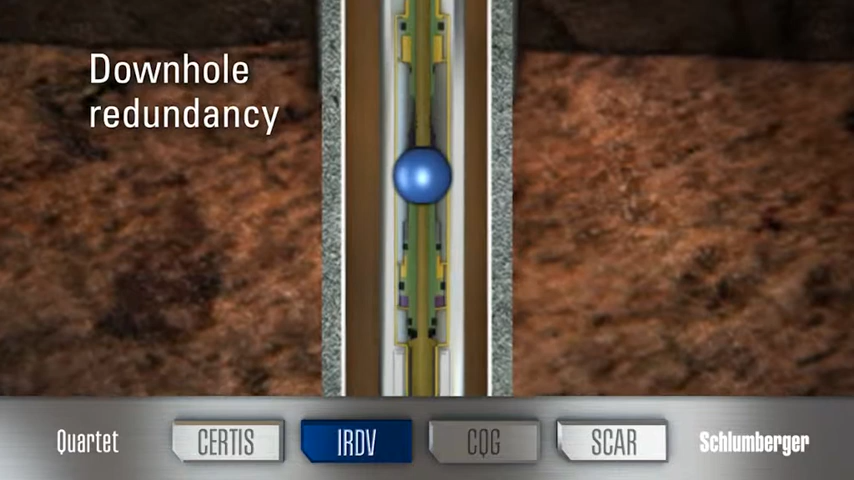 Downhole
redundancy
Quartet
CERTIS
IRDV
CQG
SCAR
Schlumberger